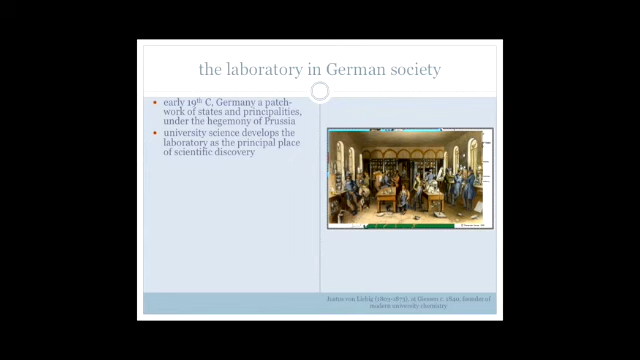 the laboratory in German society
early 19th C, Germany a patch-
work of states and principalities,
under the hegemony of Prussia
university science develops the
laboratory as the principal place
of scientific discovery
Justus von Liebig (1803-1873), at Giessen c. 1840, founder of
modern university chemistry